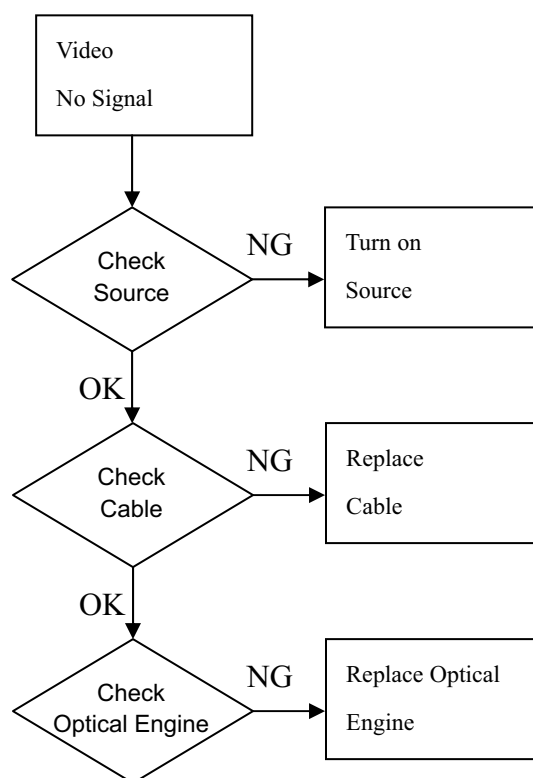 Video
No Signal
Check
Source
NG
Turn on
Source
OK
Check
Cable
NG
Replace
Cable
OK
Check
Optical Engine
NG
Replace Optical
Engine